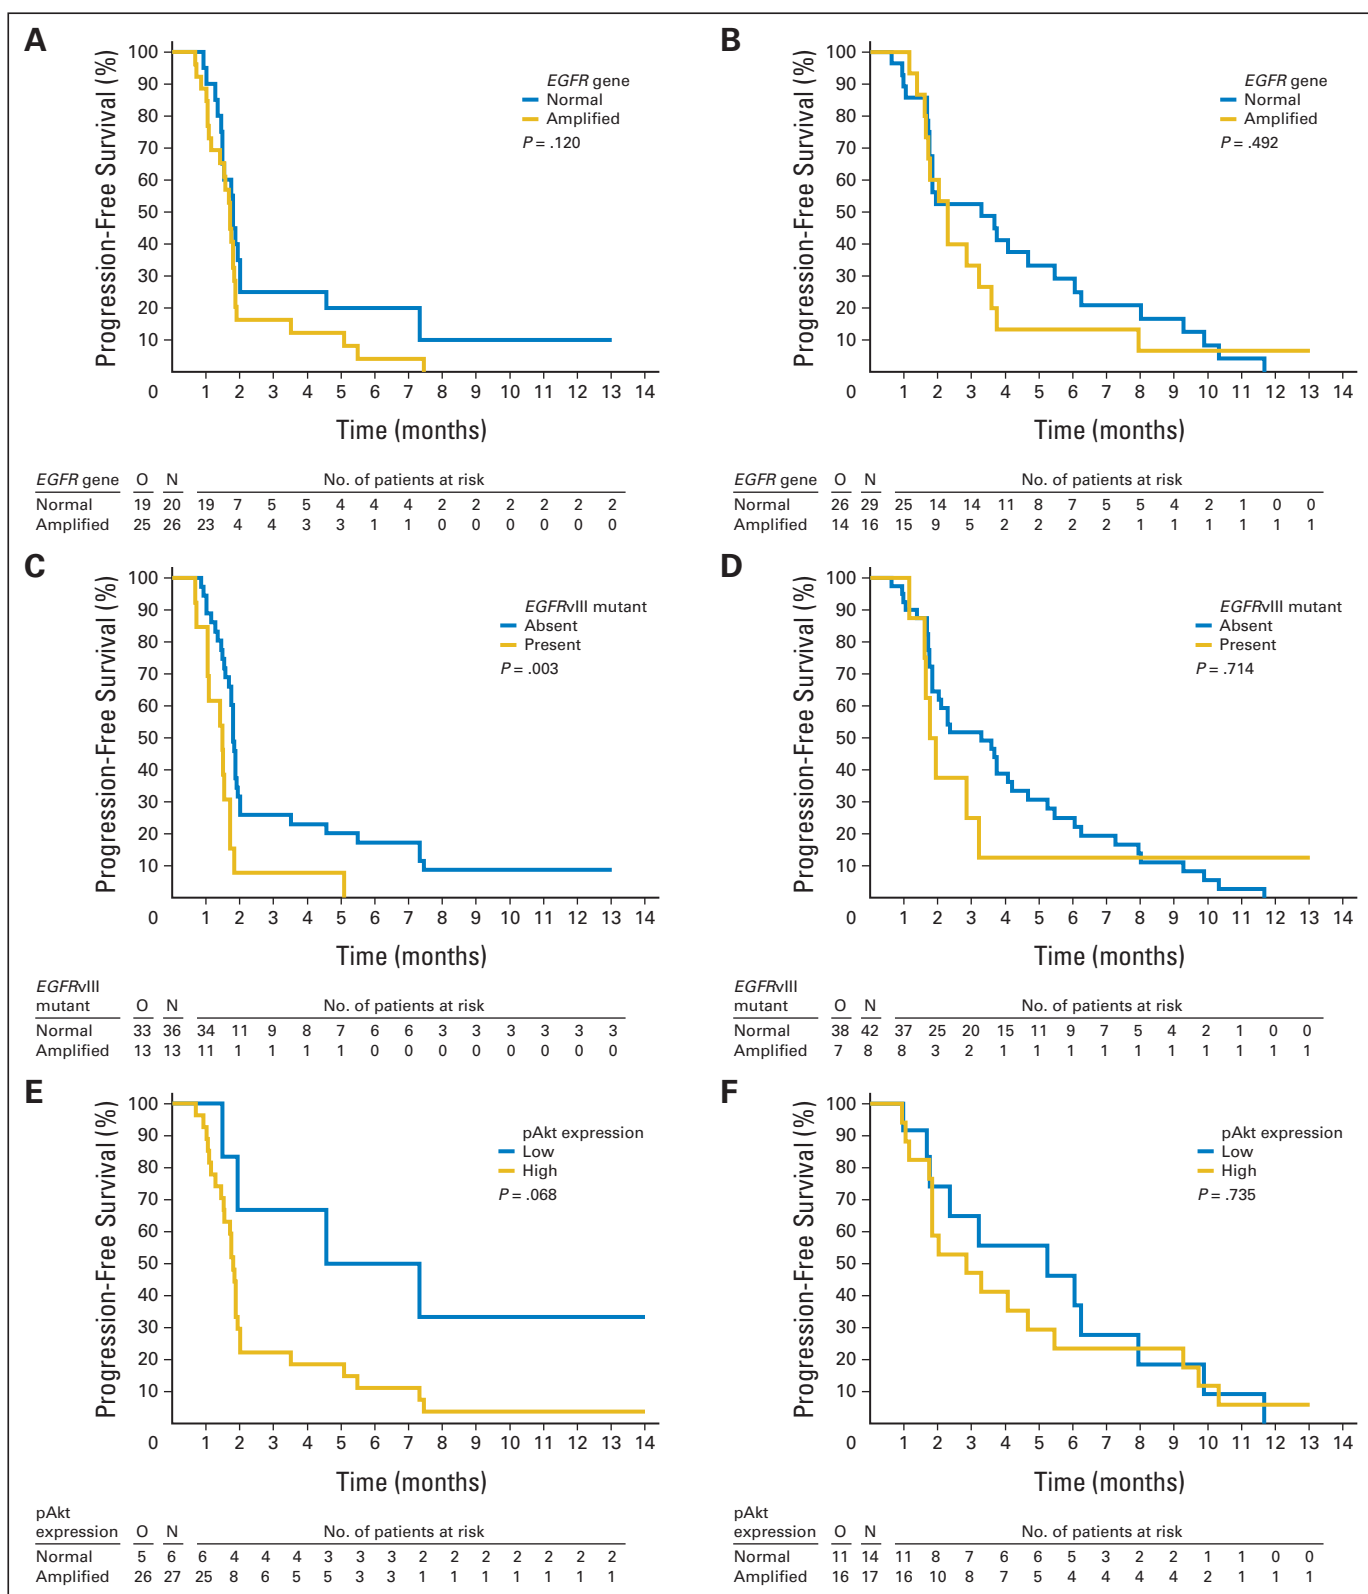 A
Progression-Free Survival (%)
100
90
80
70
60
50
40
30
20
10
0 1 2 3 4 5 6 7 8 9 10 11 12 13 14
Time (months)
EGFR gene
Normal
Amplified
P = .120
EGFR gene O N No. of patients at risk
Normal 19 20 19 7 5 5 4 4 4 2 2 2 2 2 2
Amplified 25 26 23 4 4 3 3 1 1 0 0 0 0 0 0
B
Progression-Free Survival (%)
100
90
80
70
60
50
40
30
20
10
0 1 2 3 4 5 6 7 8 9 10 11 12 13 14
Time (months)
EGFR gene
Normal
Amplified
P = .492
EGFR gene O N No. of patients at risk
Normal 26 29 25 14 14 11 8 7 5 5 4 2 1 0 0
Amplified 14 16 15 9 5 2 2 2 2 1 1 1 1 1 1
C
Progression-Free Survival (%)
100
90
80
70
60
50
40
30
20
10
0 1 2 3 4 5 6 7 8 9 10 11 12 13 14
Time (months)
EGFRvIII mutant
Absent
Present
P = .003
EGFRvIII
mutant O N No. of patients at risk
Normal 33 36 34 11 9 8 7 6 6 3 3 3 3 3 3
Amplified 13 13 11 1 1 1 1 0 0 0 0 0 0 0 0
D
Progression-Free Survival (%)
100
90
80
70
60
50
40
30
20
10
0 1 2 3 4 5 6 7 8 9 10 11 12 13 14
Time (months)
EGFRvIII mutant
Absent
Present
P = .714
EGFRvIII
mutant O N No. of patients at risk
Normal 38 42 37 25 20 15 11 9 7 5 4 2 1 0 0
Amplified 7 8 8 3 2 1 1 1 1 1 1 1 1 1 1
E
Progression-Free Survival (%)
100
90
80
70
60
50
40
30
20
10
0 1 2 3 4 5 6 7 8 9 10 11 12 13 14
Time (months)
pAkt expression
Low
High
P = .068
pAkt
expression O N No. of patients at risk
Normal 5 6 6 4 4 4 3 3 3 2 2 2 2 2 2
Amplified 26 27 25 8 6 5 5 3 3 1 1 1 1 1 1
F
Progression-Free Survival (%)
100
90
80
70
60
50
40
30
20
10
0 1 2 3 4 5 6 7 8 9 10 11 12 13 14
Time (months)
pAkt expression
Low
High
P = .735
pAkt
expression O N No. of patients at risk
Normal 11 14 11 8 7 6 6 5 3 2 2 1 1 0 0
Amplified 16 17 16 10 8 7 5 4 4 4 4 2 1 1 1